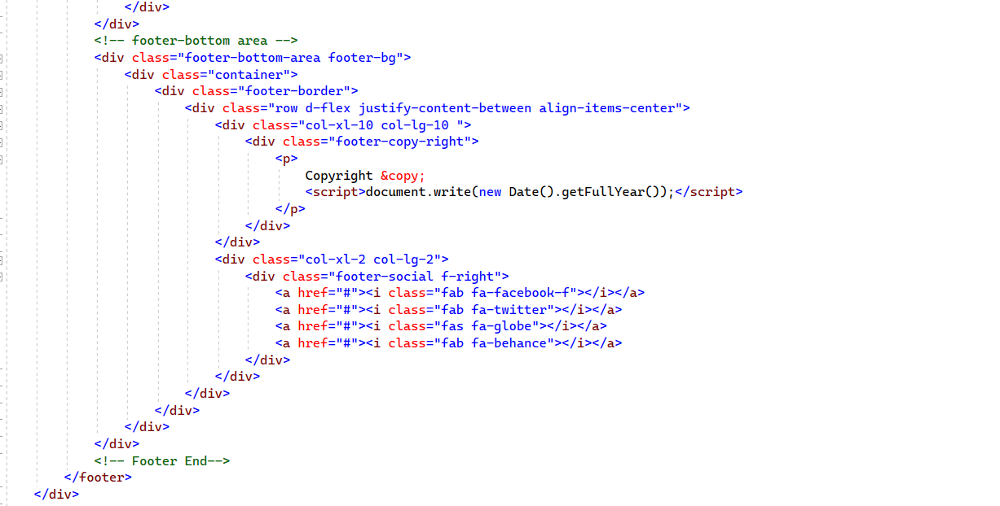 </div>
</div>
<!-- footer-bottom area -->
<div class="footer-bottom-area footer-bg">
<div class="container">
<div class="footer-border">
<div class="row d-flex justify-content-between align-items-center">
<div class="col-xl-10 col-lg-10 ">
<div class="footer-copy-right">
<p>
Copyright &copy;
<script>document.write(new Date().getFullYear());</script>
</p>
</div>
</div>
<div class="col-xl-2 col-lg-2">
<div class="footer-social f-right">
<a href="#"><i class="fab fa-facebook-f"></i></a>
<a href="#"><i class="fab fa-twitter"></i></a>
<a href="#"><i class="fas fa-globe"></i></a>
<a href="#"><i class="fab fa-behance"></i></a>
</div>
</div>
</div>
</div>
</div>
</div>
<!-- Footer End-->
</footer>
</div>